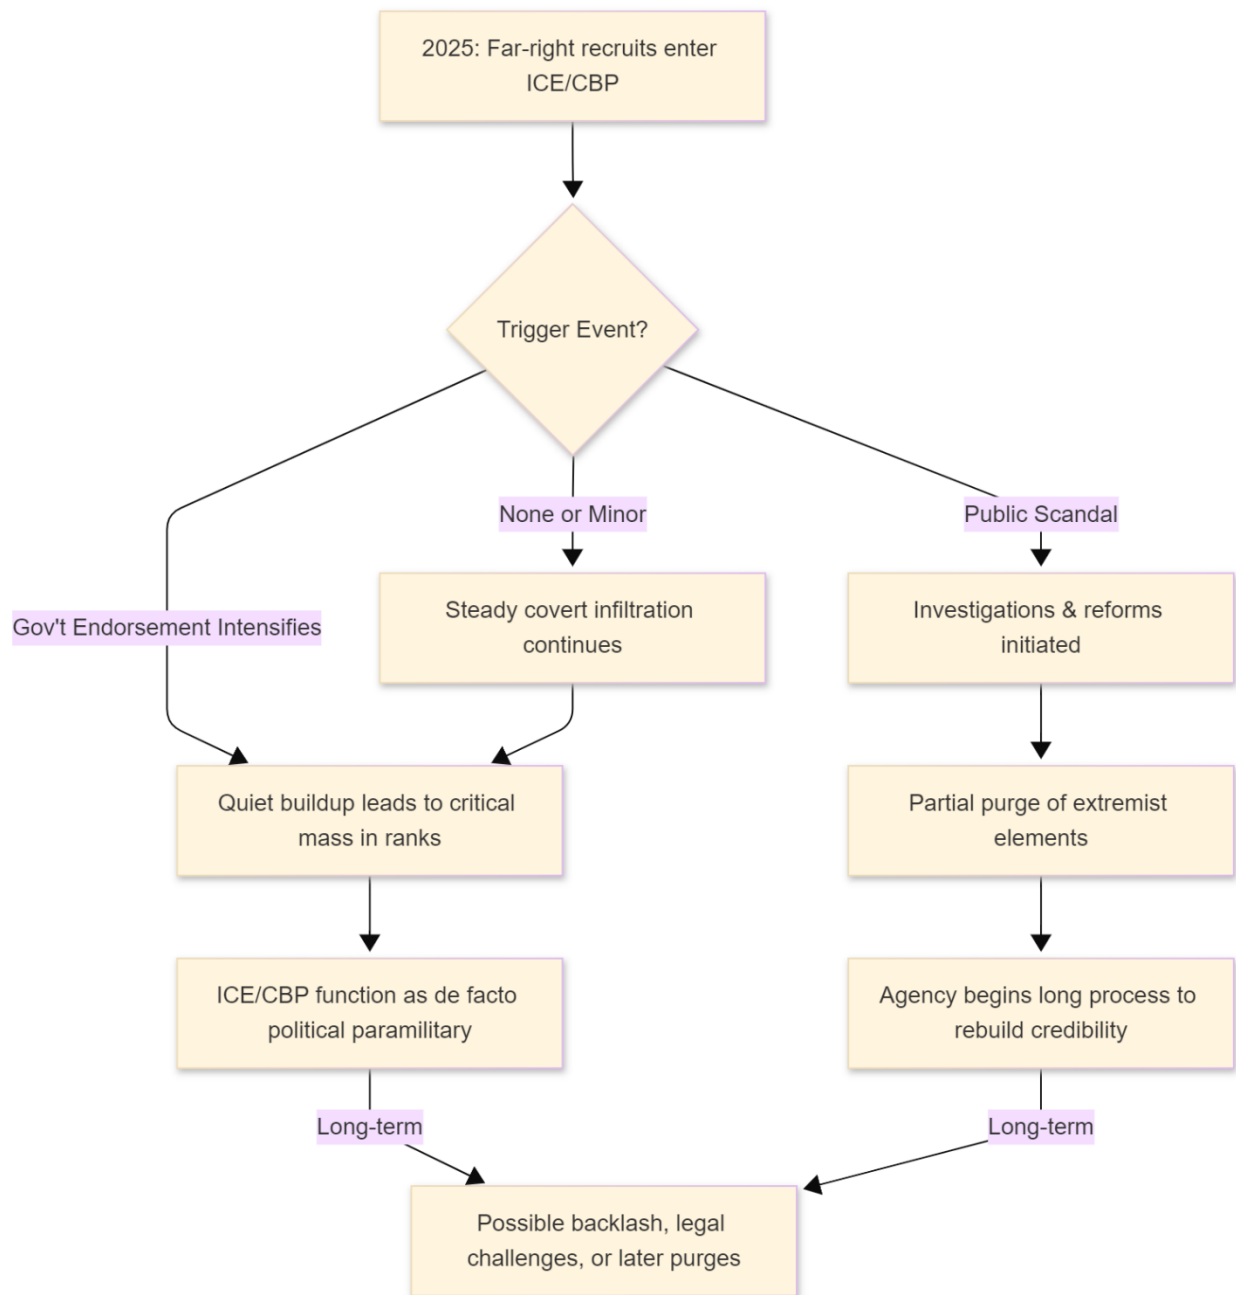 2025: Far-right recruits enter
ICE/CBP
Trigger Event?
None or Minor
Public Scandal
Steady covert infiltration
continues
Investigations & reforms
initiated
Gov't Endorsement Intensifies
Quiet buildup leads to critical
mass in ranks
Partial purge of extremist
elements
ICE/CBP function as de facto
political paramilitary
Agency begins long process to
rebuild credibility
Long-term
Long-term
Possible backlash, legal
challenges, or later purges